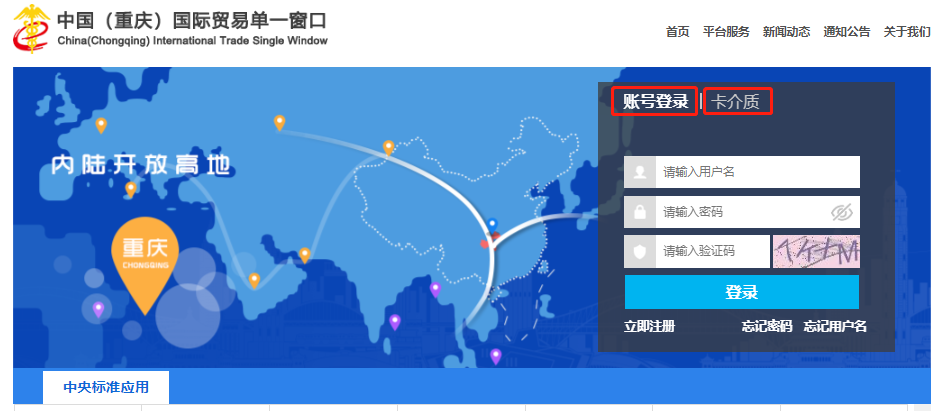 中国（重庆）国际贸易单一窗口
China(Chongqing) International Trade Single Window
首页 平台服务 新闻动态 通知公告 关于我们
账号登录 | 卡介质
内陆开放高地
请输入用户名
请输入密码
重庆
CHONGQING
请输入验证码
登录
立即注册 忘记密码 忘记用户名
中央标准应用